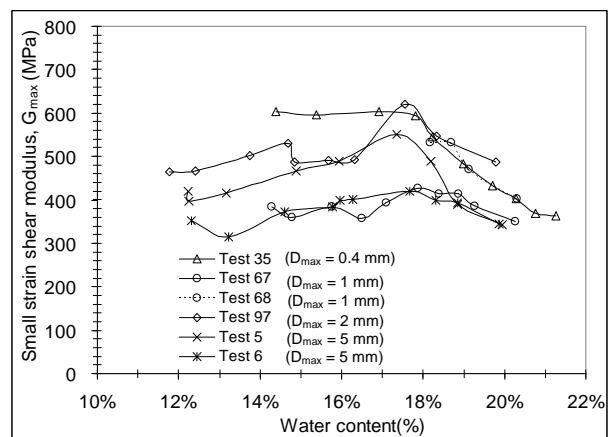 Small strain shear modulus, Gmax (MPa)
800
700
600
500
400
300
200
100
0
Test 35 (Dmax = 0.4 mm)
Test 67 (Dmax = 1 mm)
Test 68 (Dmax = 1 mm)
Test 97 (Dmax = 2 mm)
Test 5 (Dmax = 5 mm)
Test 6 (Dmax = 5 mm)
10% 12% 14% 16% 18% 20% 22%
Water content(%)